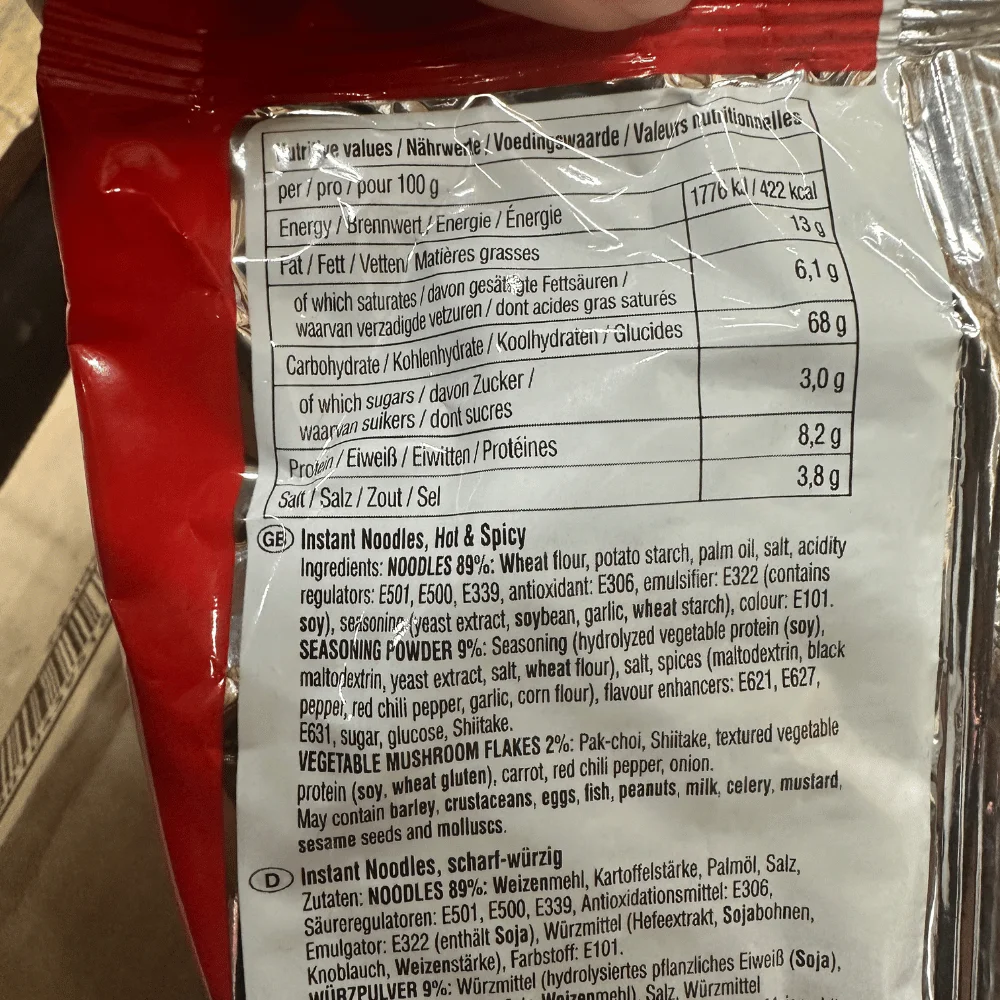 Nutritive values / Nährwerte / Voedingswaarde / Valeurs nutritionnelles
per / pro / pour 100 g
Energy / Brennwert / Energie / Énergie 1776 kJ / 422 kcal
Fat / Fett / Vetten / Matières grasses 13 g
of which saturates / davon gesättigte Fettsäuren / 6,1 g
waarvan verzadigde vetzuren / dont acides gras saturés
Carbohydrate / Kohlenhydrate / Koolhydraten / Glucides 68 g
of which sugars / davon Zucker / 3,0 g
waarvan suikers / dont sucres
Protein / Eiweiß / Eiwitten / Protéines 8,2 g
Salt / Salz / Zout / Sel 3,8 g
GB Instant Noodles, Hot & Spicy
Ingredients: NOODLES 89%: Wheat flour, potato starch, palm oil, salt, acidity
regulators: E501, E500, E339, antioxidant: E306, emulsifier: E322 (contains
soy), seasoning (yeast extract, soybean, garlic, wheat starch), colour: E101.
SEASONING POWDER 9%: Seasoning (hydrolyzed vegetable protein (soy),
maltodextrin, yeast extract, salt, wheat flour), salt, spices (maltodextrin, black
pepper, red chili pepper, garlic, corn flour), flavour enhancers: E621, E627,
E631, sugar, glucose, Shiitake.
VEGETABLE MUSHROOM FLAKES 2%: Pak-choi, Shiitake, textured vegetable
protein (soy, wheat gluten), carrot, red chili pepper, onion.
May contain barley, crustaceans, eggs, fish, peanuts, milk, celery, mustard,
sesame seeds and molluscs.
D Instant Noodles, scharf-würzig
Zutaten: NOODLES 89%: Weizenmehl, Kartoffelstärke, Palmöl, Salz,
Säureregulatoren: E501, E500, E339, Antioxidationsmittel: E306,
Emulgator: E322 (enthält Soja), Würzmittel (Hefeextrakt, Sojabohnen,
Knoblauch, Weizenstärke), Farbstoff: E101.
WÜRZPULVER 9%: Würzmittel (hydrolysiertes pflanzliches Eiweiß (Soja),
Weizenmehl), Salz, Würzmittel